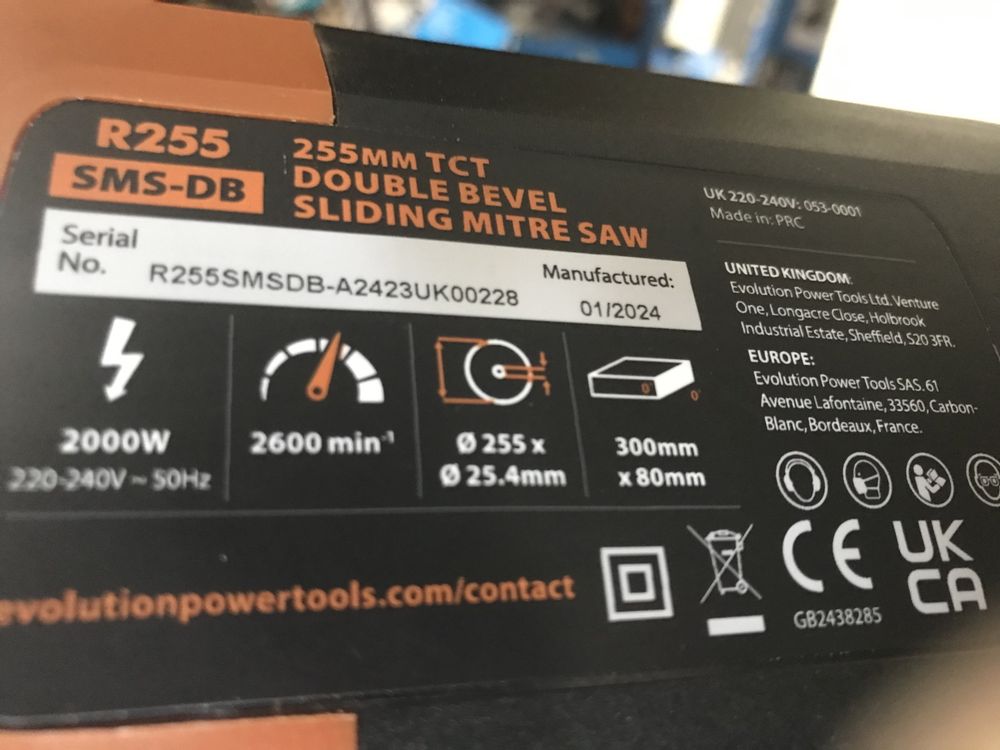 R255
SMS-DB
255MM TCT
DOUBLE BEVEL
SLIDING MITRE SAW
UK 220-240V: 053-0001
Made in: PRC
Serial
No.
R255SMSDB-A2423UK00228
Manufactured:
01/2024
UNITED KINGDOM:
Evolution Power Tools Ltd. Venture
One, Longacre Close, Holbrook
Industrial Estate, Sheffield, S20 3FR.
EUROPE:
Evolution Power Tools SAS. 61
Avenue Lafontaine, 33560, Carbon-
Blanc, Bordeaux, France.
2000W
220-240V ~ 50Hz
2600 min⁻¹
Ø 255 x
Ø 25.4mm
0°
0°
300mm
x 80mm
evolutionpowertools.com/contact
CE
GB2438285
UK
CA